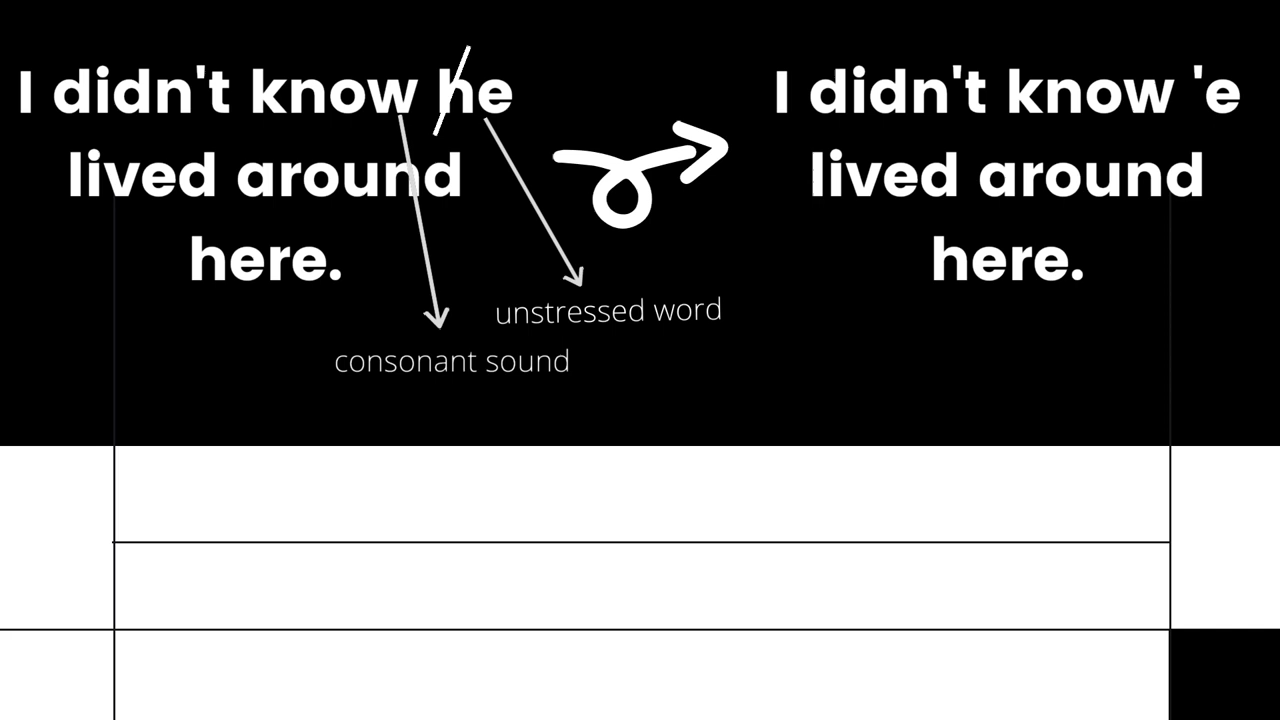 I didn't know he
lived around
here.
unstressed word
consonant sound
I didn't know 'e
lived around
here.